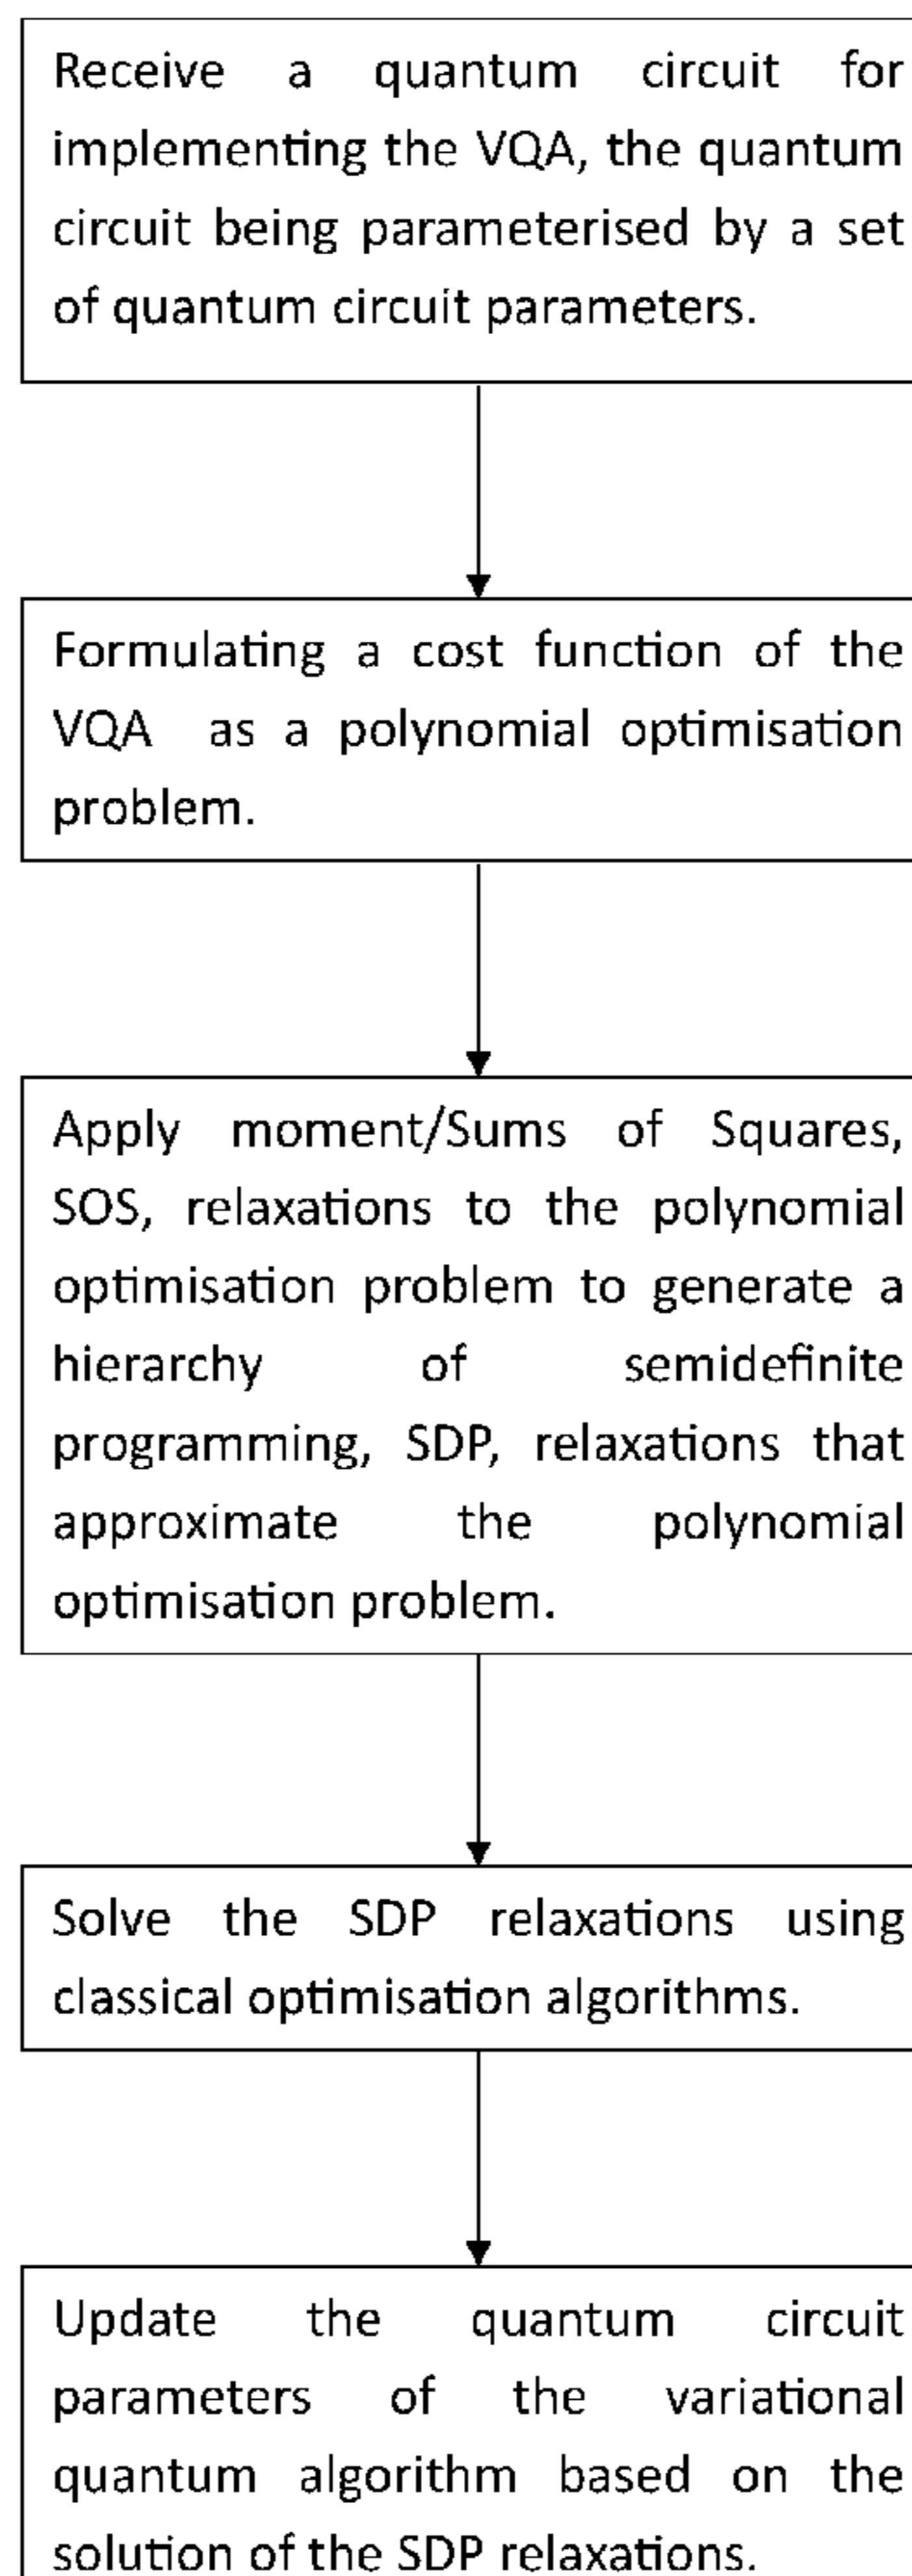 Receive a quantum circuit for
implementing the VQA, the quantum
circuit being parameterised by a set
of quantum circuit parameters.
Formulating a cost function of the
VQA as a polynomial optimisation
problem.
Apply moment/Sums of Squares,
SOS, relaxations to the polynomial
optimisation problem to generate a
hierarchy of semidefinite
programming, SDP, relaxations that
approximate the polynomial
optimisation problem.
Solve the SDP relaxations using
classical optimisation algorithms.
Update the quantum circuit
parameters of the variational
quantum algorithm based on the
solution of the SDP relaxations.